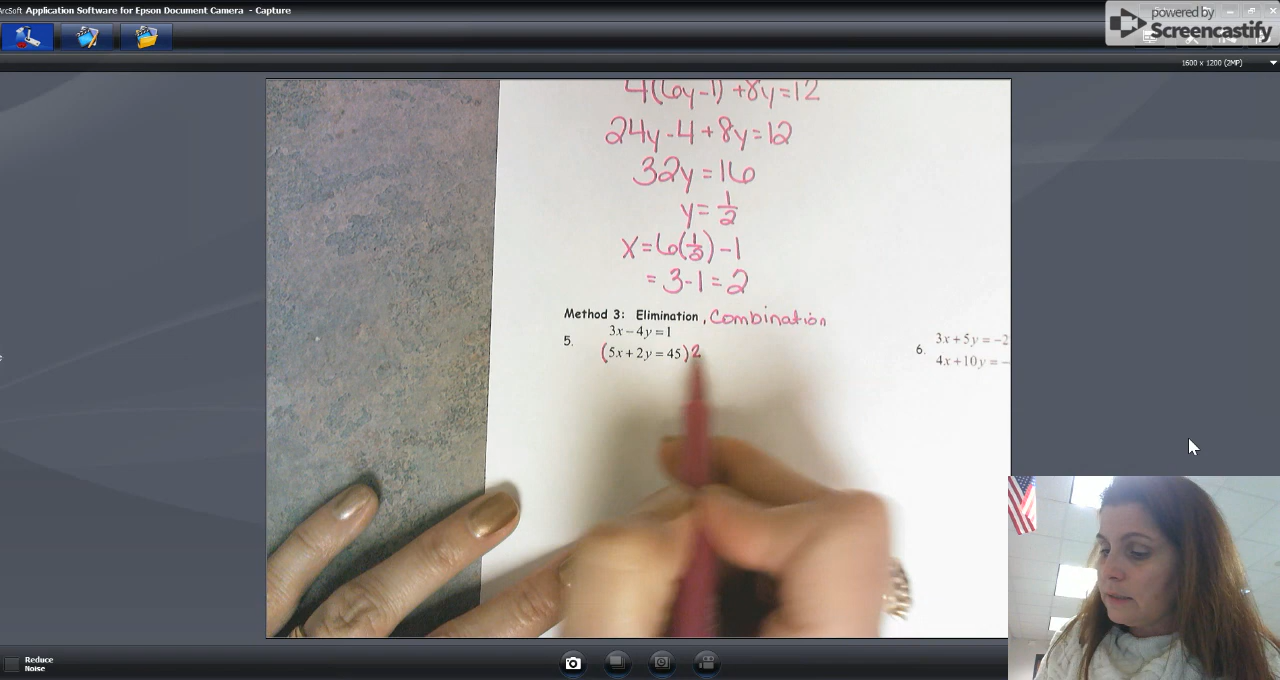 ArcSoft Application Software for Epson Document Camera - Capture
powered by
Screencastify
1600 x 1200 (2MP)
4(6y-1) +8y=12
24y-4+8y=12
32y=16
y=1/2
x=6(1/2)-1
=3-1=2
Method 3: Elimination, Combination
5.
3x-4y=1
(5x+2y=45)2
6.
3x+5y=-2
4x+10y=-
Reduce
Noise